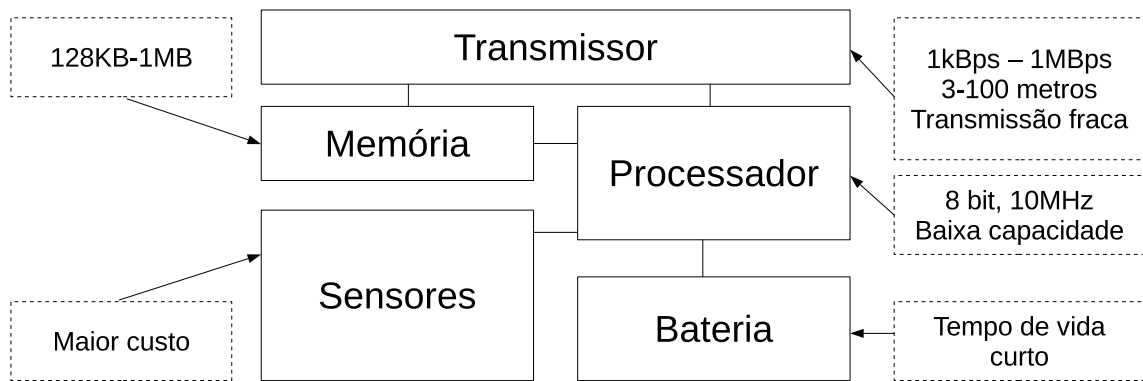 Transmissor
128KB-1MB
1kBps – 1MBps
3-100 metros
Transmissão fraca
Memória
Processador
8 bit, 10MHz
Baixa capacidade
Sensores
Maior custo
Bateria
Tempo de vida
curto